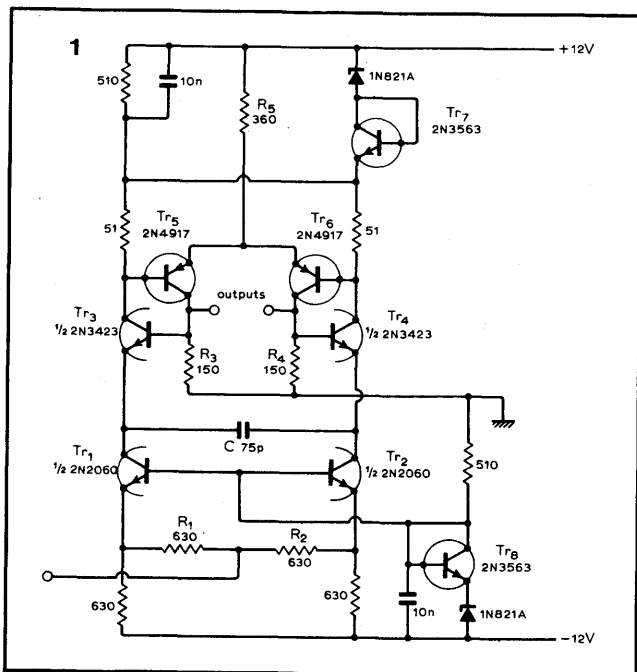 1
+12V
510
10n
R5
360
1N821A
Tr7
2N3563
51
Tr5
2N4917
Tr6
2N4917
51
outputs
Tr3
½ 2N3423
Tr4
½ 2N3423
R3
150
R4
150
C 75p
Tr1
½ 2N2060
Tr2
½ 2N2060
510
R1
630
R2
630
Tr8
2N3563
630
630
10n
1N821A
−12V